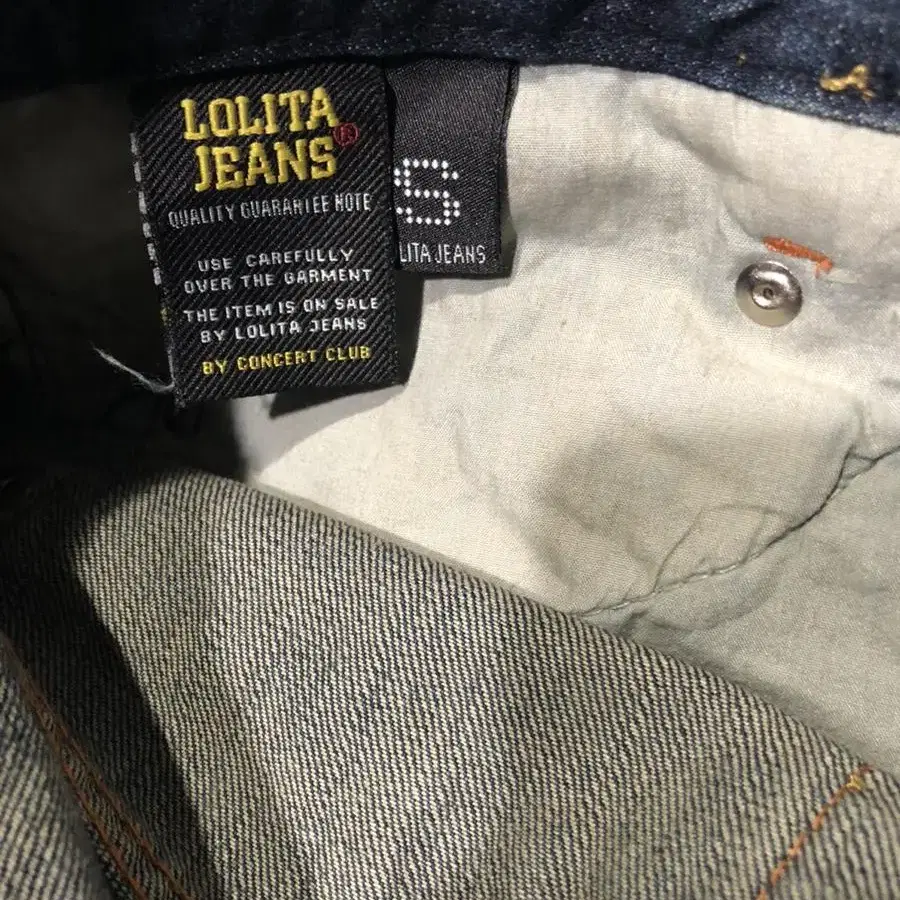 LOLITA
JEANS®
QUALITY GUARANTEE NOTE
USE CAREFULLY
OVER THE GARMENT
THE ITEM IS ON SALE
BY LOLITA JEANS
BY CONCERT CLUB
S
LITA JEANS